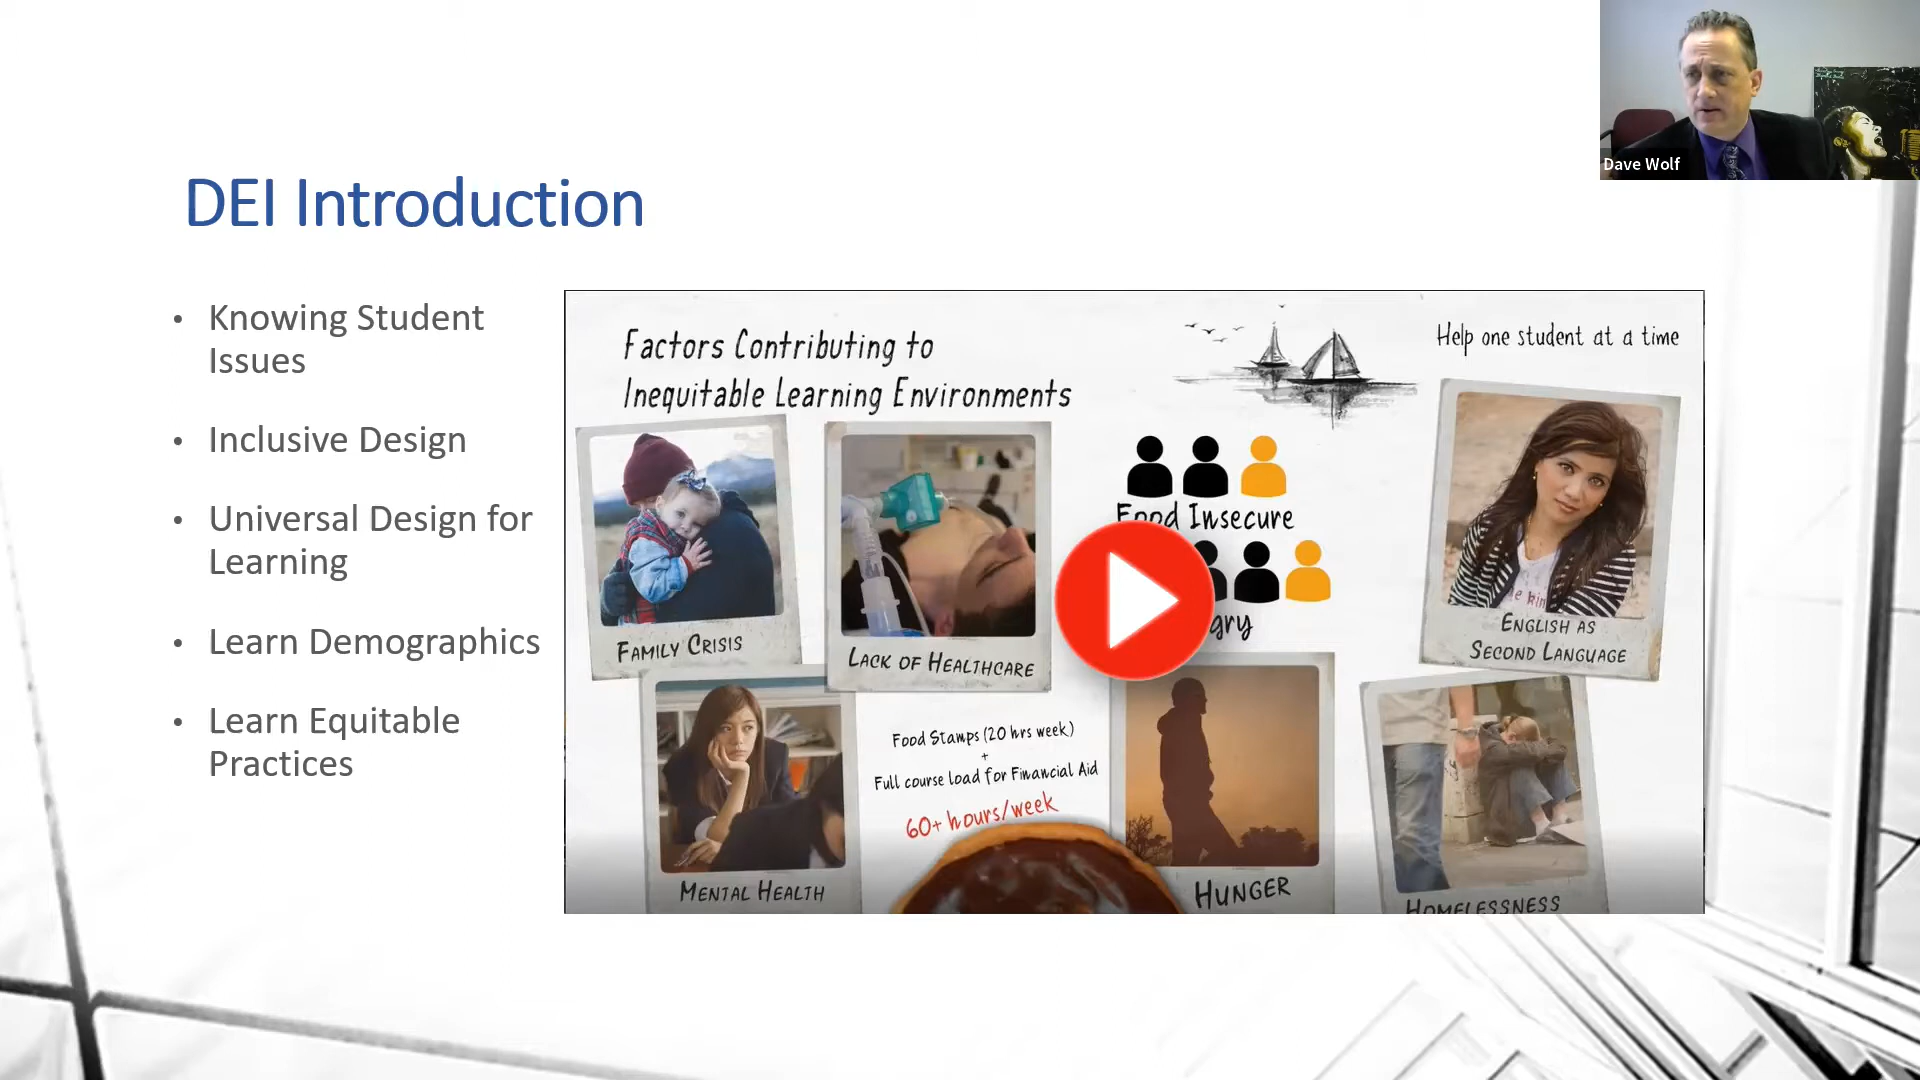 Dave Wolf
DEI Introduction
• Knowing Student
Issues
• Inclusive Design
• Universal Design for
Learning
• Learn Demographics
• Learn Equitable
Practices
Factors Contributing to
Inequitable Learning Environments
Help one student at a time
Food Insecure
FAMILY CRISIS
LACK OF HEALTHCARE
ENGLISH AS
SECOND LANGUAGE
Food Stamps (20 hrs week)
+
Full course load for Financial Aid
60+ hours/week
MENTAL HEALTH
HUNGER
HOMELESSNESS